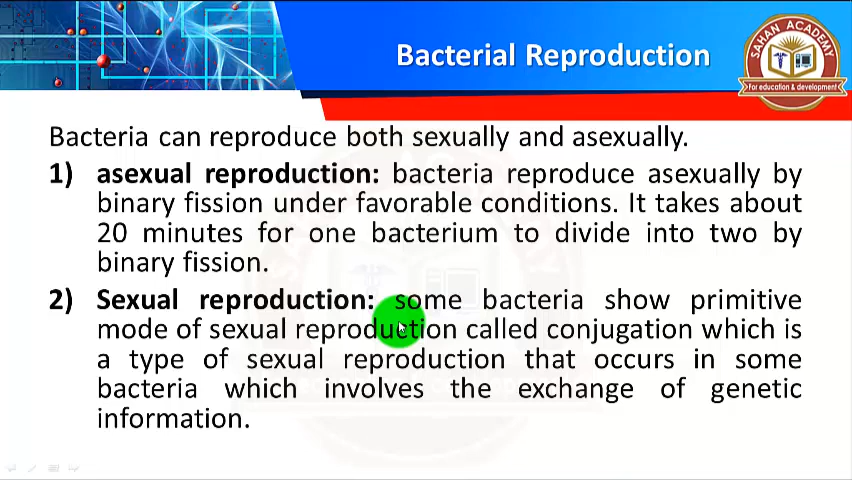 Bacterial Reproduction
SAHAN ACADEMY
For education & development
Bacteria can reproduce both sexually and asexually.
1) asexual reproduction: bacteria reproduce asexually by
binary fission under favorable conditions. It takes about
20 minutes for one bacterium to divide into two by
binary fission.
2) Sexual reproduction: some bacteria show primitive
mode of sexual reproduction called conjugation which is
a type of sexual reproduction that occurs in some
bacteria which involves the exchange of genetic
information.